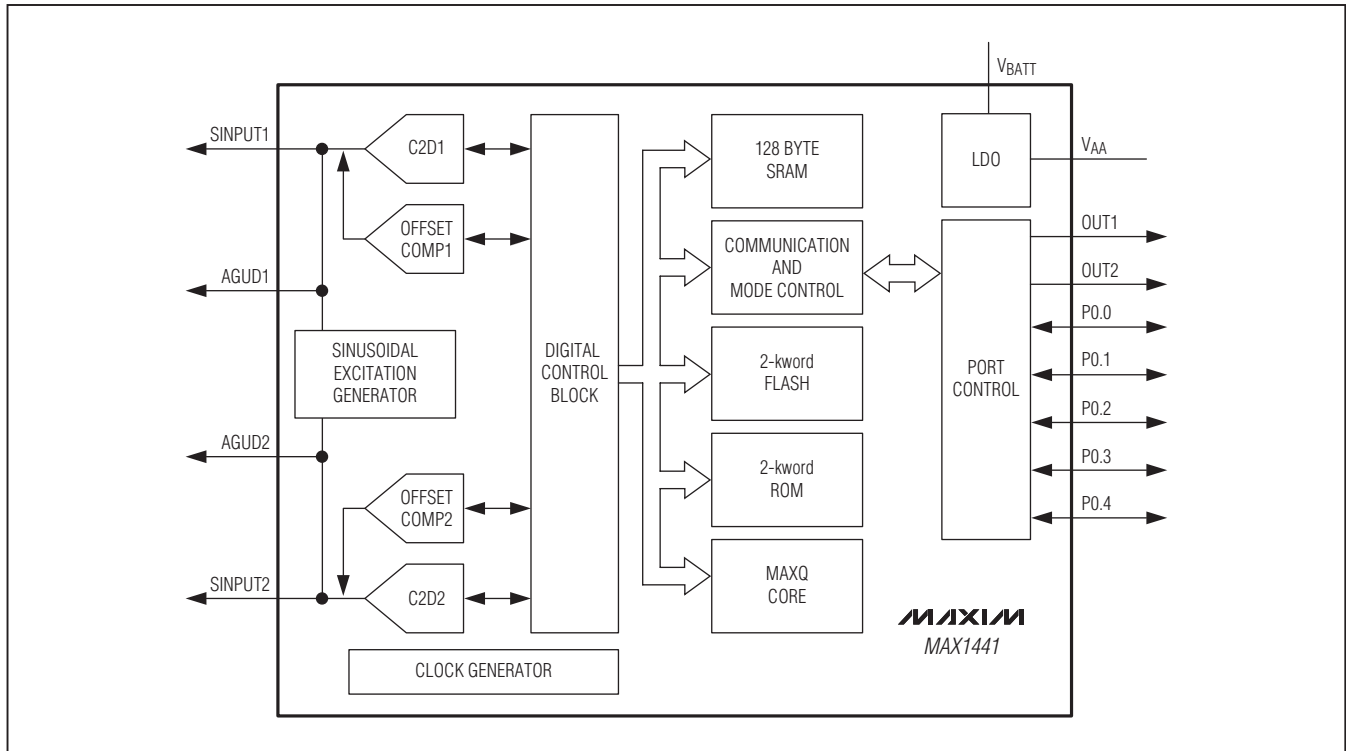 VBATT
SINPUT1
C2D1
OFFSET
COMP1
AGUD1
SINUSOIDAL
EXCITATION
GENERATOR
AGUD2
OFFSET
COMP2
SINPUT2
C2D2
CLOCK GENERATOR
DIGITAL
CONTROL
BLOCK
128 BYTE
SRAM
COMMUNICATION
AND
MODE CONTROL
2-kword
FLASH
2-kword
ROM
MAXQ
CORE
LDO
VAA
PORT
CONTROL
OUT1
OUT2
P0.0
P0.1
P0.2
P0.3
P0.4
MAXIM
MAX1441